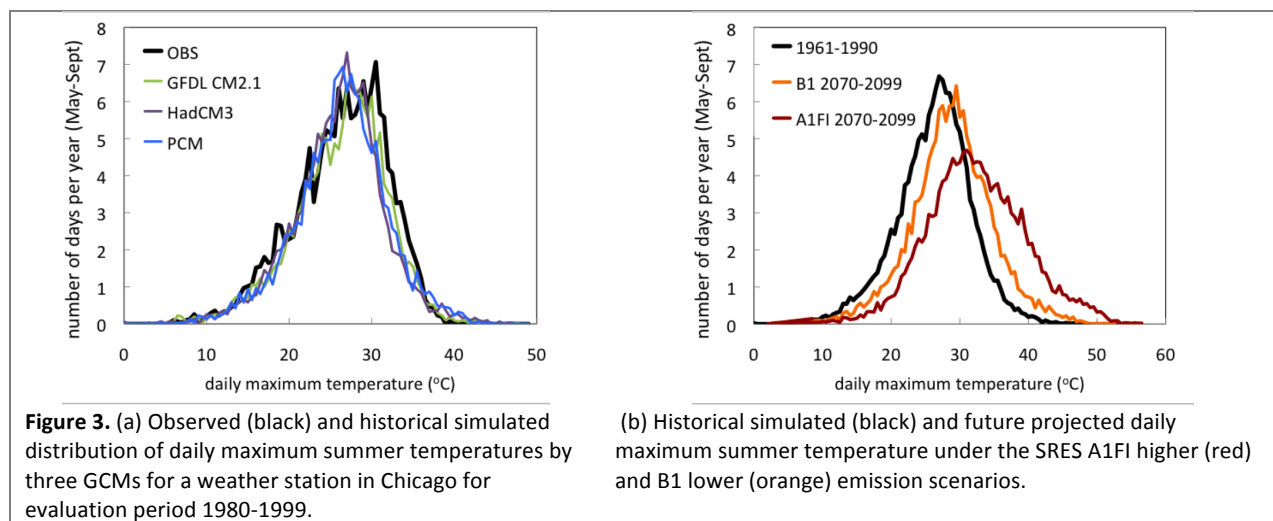 OBS
GFDL CM2.1
HadCM3
PCM
number of days per year (May-Sept)
8
7
6
5
4
3
2
1
0
0 10 20 30 40 50
daily maximum temperature (°C)
1961-1990
B1 2070-2099
A1FI 2070-2099
number of days per year (May-Sept)
8
7
6
5
4
3
2
1
0
0 10 20 30 40 50 60
daily maximum temperature (°C)
Figure 3. (a) Observed (black) and historical simulated
distribution of daily maximum summer temperatures by
three GCMs for a weather station in Chicago for
evaluation period 1980-1999.
(b) Historical simulated (black) and future projected daily
maximum summer temperature under the SRES A1FI higher (red)
and B1 lower (orange) emission scenarios.